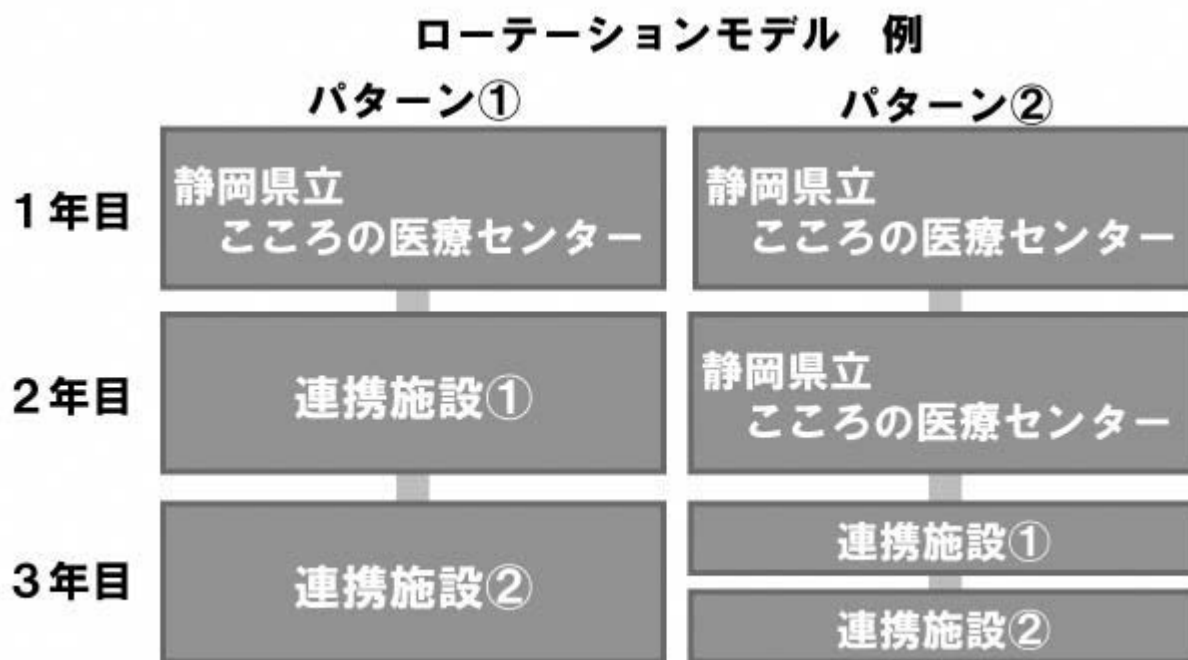 ローテーションモデル 例
パターン①
パターン②
1年目
静岡県立
こころの医療センター
静岡県立
こころの医療センター
2年目
連携施設①
静岡県立
こころの医療センター
3年目
連携施設②
連携施設①
連携施設②